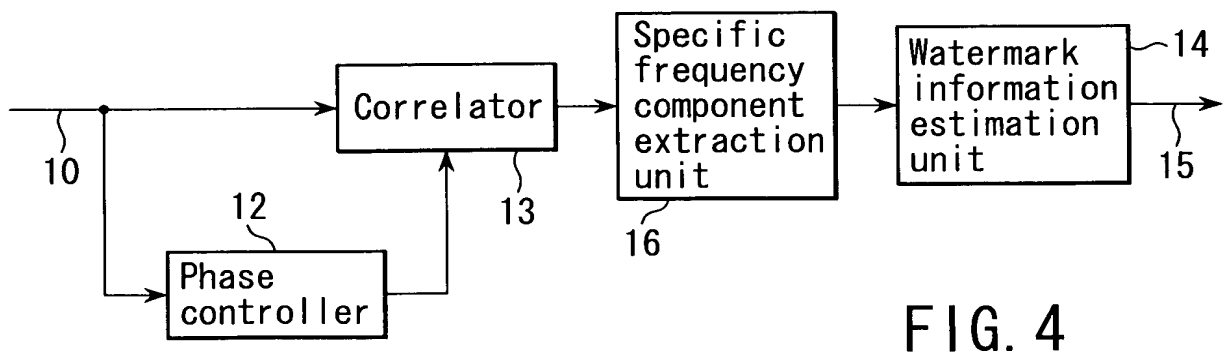 10
12
Phase
controller
Correlator
13
Specific
frequency
component
extraction
unit
16
Watermark
information
estimation
unit
14
15
FIG. 4